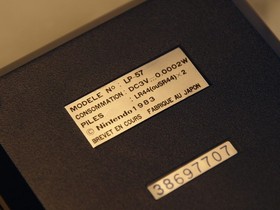 MODELE No : LP-57
CONSOMMATION : DC3V 0.0002W
PILES : LR44(ouSR44) × 2
© Nintendo 1983
BREVET EN COURS FABRIQUE AU JAPON
38697707